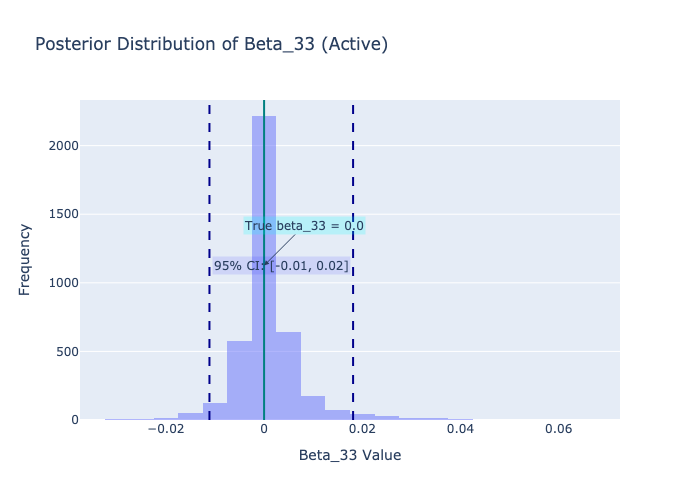 Posterior Distribution of Beta_33 (Active)
2000
1500
1000
500
0
Frequency
True beta_33 = 0.0
95% CI: [-0.01, 0.02]
−0.02
0
0.02
0.04
0.06
Beta_33 Value